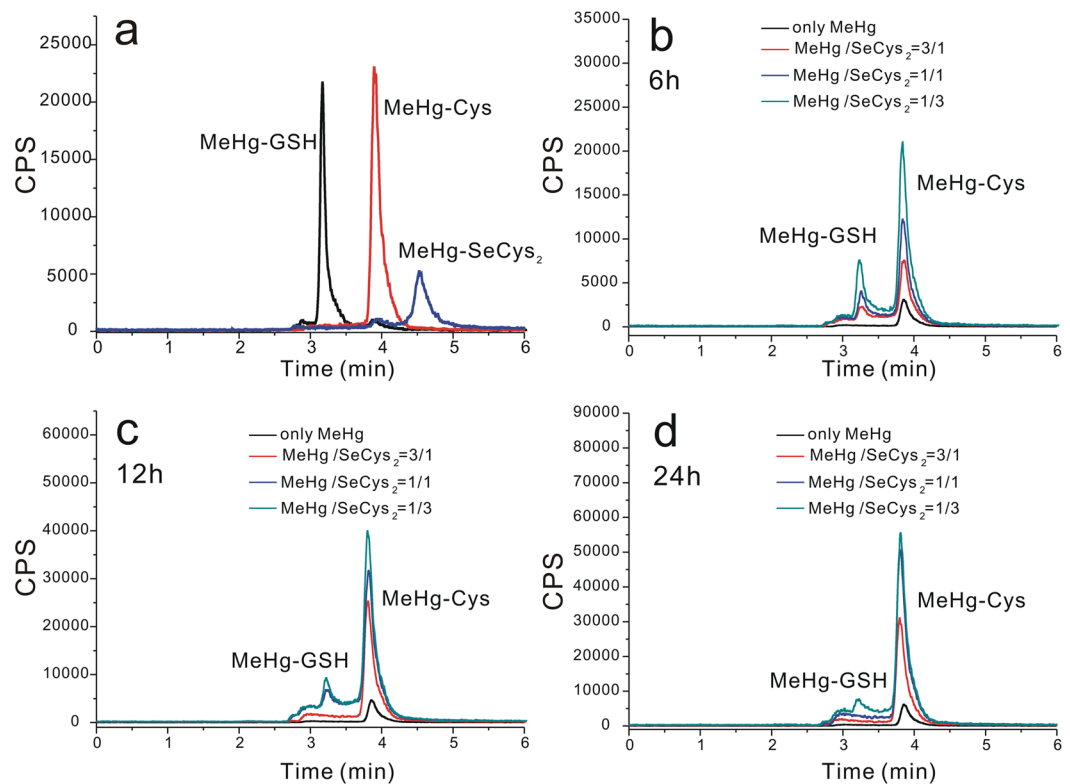 a
25000
20000
15000
10000
5000
0
CPS
MeHg-GSH
MeHg-Cys
MeHg-SeCys₂
0 1 2 3 4 5 6
Time (min)
b
6h
only MeHg
MeHg /SeCys₂=3/1
MeHg /SeCys₂=1/1
MeHg /SeCys₂=1/3
35000
30000
25000
20000
15000
10000
5000
0
CPS
MeHg-GSH
MeHg-Cys
0 1 2 3 4 5 6
Time (min)
c
12h
only MeHg
MeHg /SeCys₂=3/1
MeHg /SeCys₂=1/1
MeHg /SeCys₂=1/3
60000
50000
40000
30000
20000
10000
0
CPS
MeHg-GSH
MeHg-Cys
0 1 2 3 4 5 6
Time (min)
d
24h
only MeHg
MeHg /SeCys₂=3/1
MeHg /SeCys₂=1/1
MeHg /SeCys₂=1/3
90000
80000
70000
60000
50000
40000
30000
20000
10000
0
CPS
MeHg-GSH
MeHg-Cys
0 1 2 3 4 5 6
Time (min)